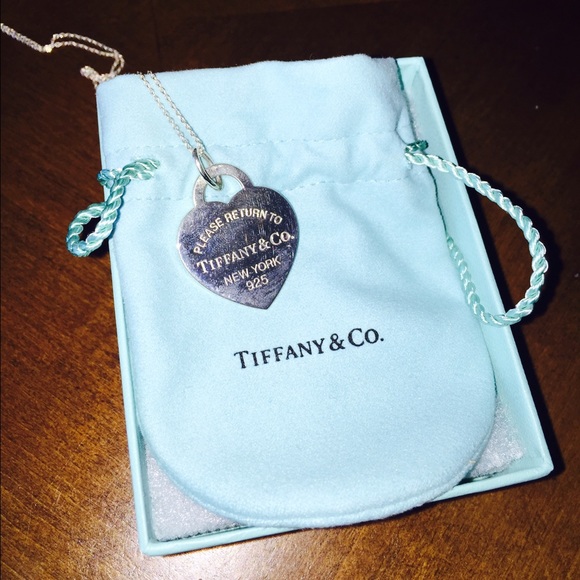 PLEASE RETURN TO
TIFFANY & CO.
NEW YORK
925
TIFFANY & CO.